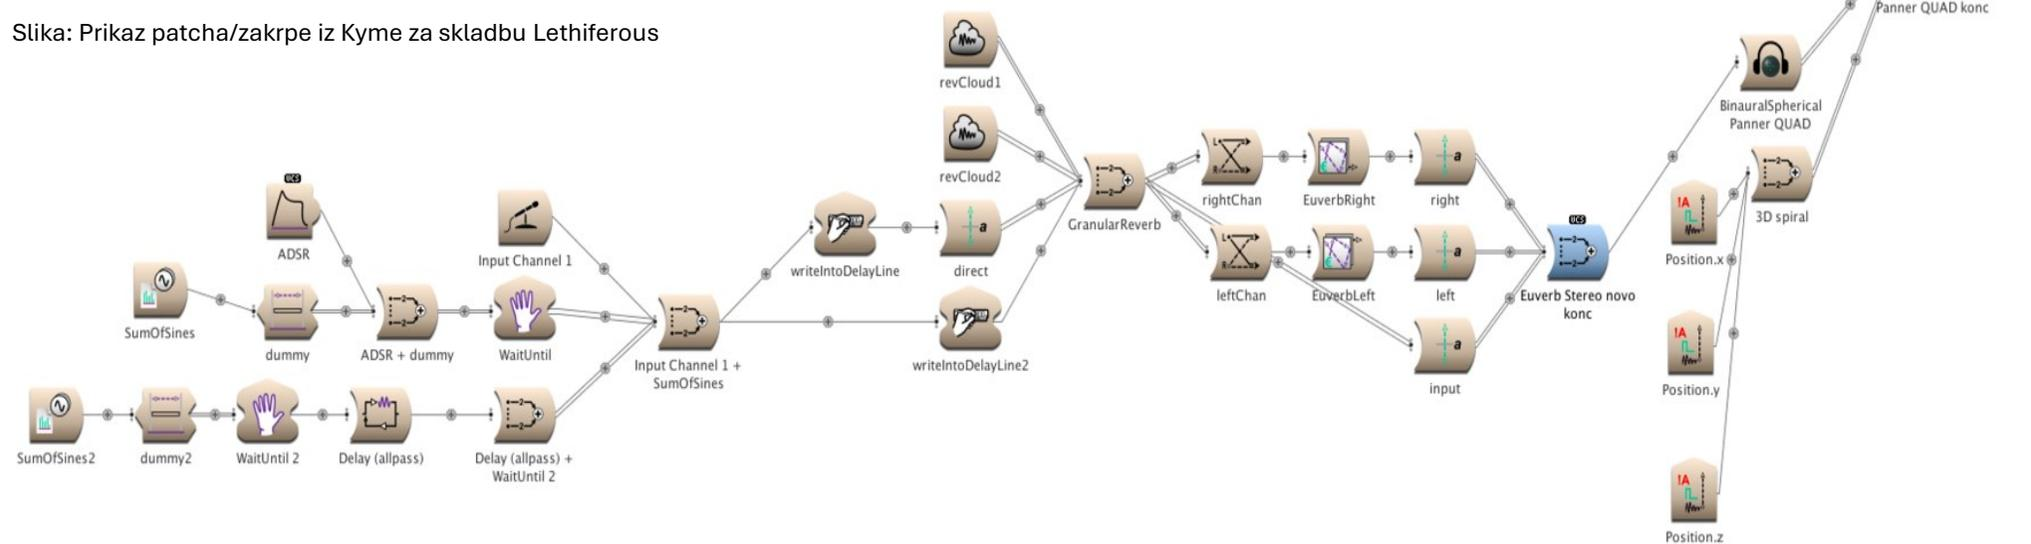 Slika: Prikaz patcha/zakrpe iz Kyme za skladbu Lethiferous
Panner QUAD konc
revCloud1
BinauralSpherical
Panner QUAD
revCloud2
UCS
ADSR
Input Channel 1
writeIntoDelayLine
a
direct
GranularReverb
L
R
rightChan
EuverbRight
a
right
!A
Position.x
3D spiral
SumOfSines
dummy
ADSR + dummy
WaitUntil
Input Channel 1 +
SumOfSines
writeIntoDelayLine2
L
R
leftChan
EuverbLeft
a
left
UCS
Euverb Stereo novo
konc
a
input
!A
Position.y
SumOfSines2
dummy2
WaitUntil 2
Delay (allpass)
Delay (allpass) +
WaitUntil 2
!A
Position.z